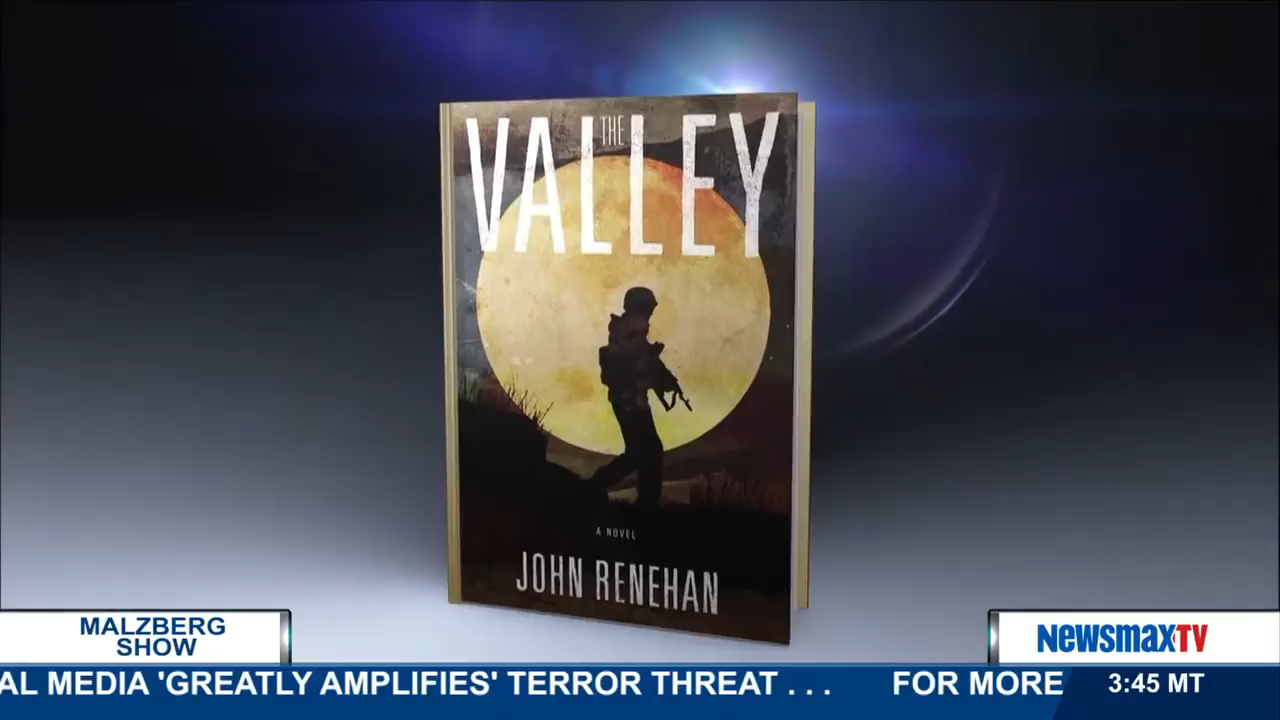 THE
VALLEY
A NOVEL
JOHN RENEHAN
MALZBERG
SHOW
NEWSMAXTV
AL MEDIA 'GREATLY AMPLIFIES' TERROR THREAT . . . FOR MORE
3:45 MT